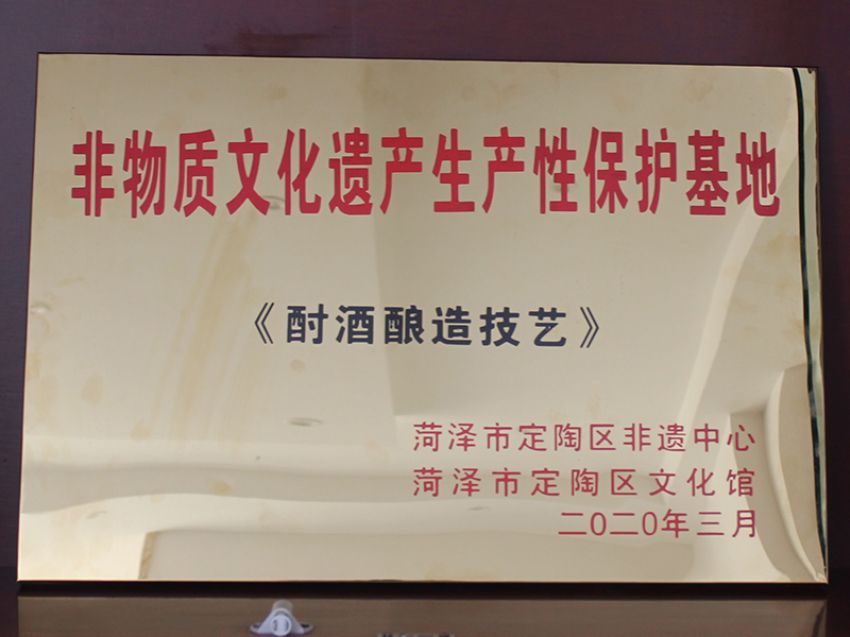 非物质文化遗产生产性保护基地
《酎酒酿造技艺》
菏泽市定陶区非遗中心
菏泽市定陶区文化馆
二0二0年三月